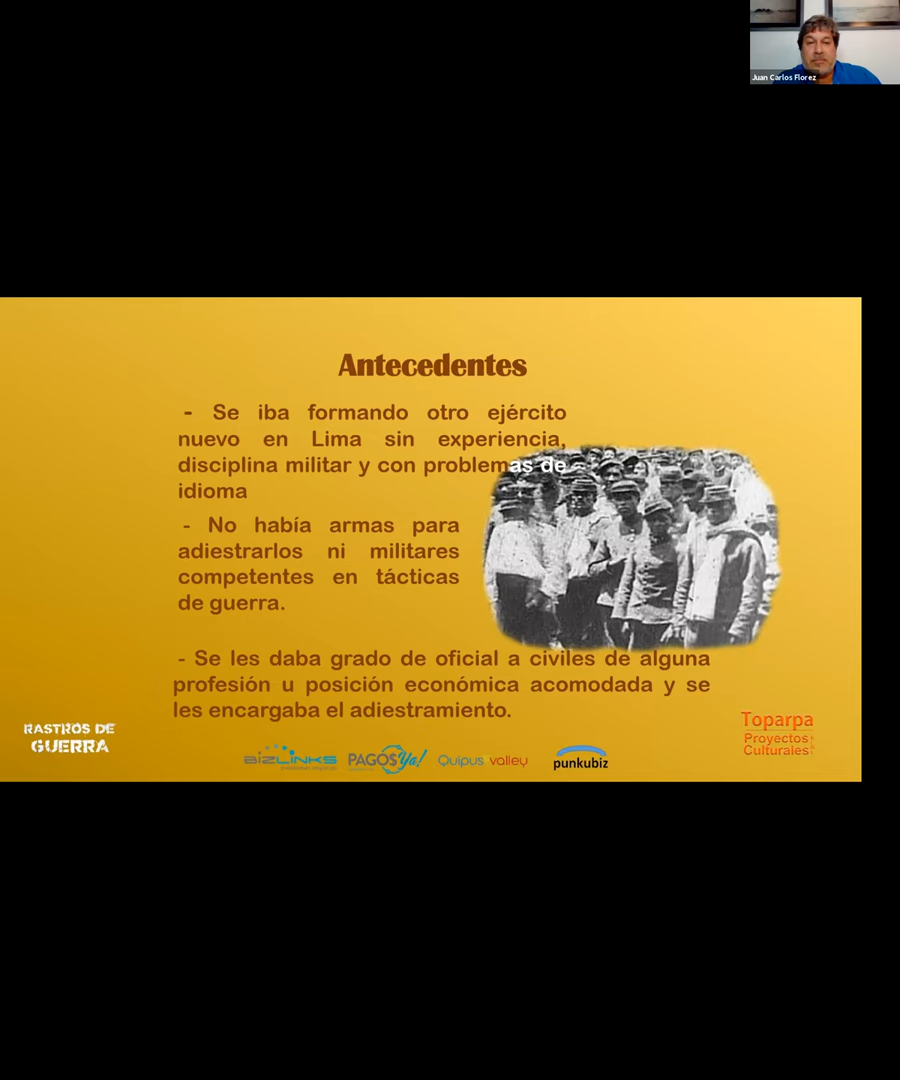 Juan Carlos Florez
Antecedentes
- Se iba formando otro ejército
nuevo en Lima sin experiencia,
disciplina militar y con problemas de
idioma
- No había armas para
adiestrarlos ni militares
competentes en tácticas
de guerra.
- Se les daba grado de oficial a civiles de alguna
profesión u posición económica acomodada y se
les encargaba el adiestramiento.
RASTROS DE
GUERRA
BIZLINKS
PAGOS Ya!
Quipus valley
punkubiz
Toparpa
Proyectos
Culturales